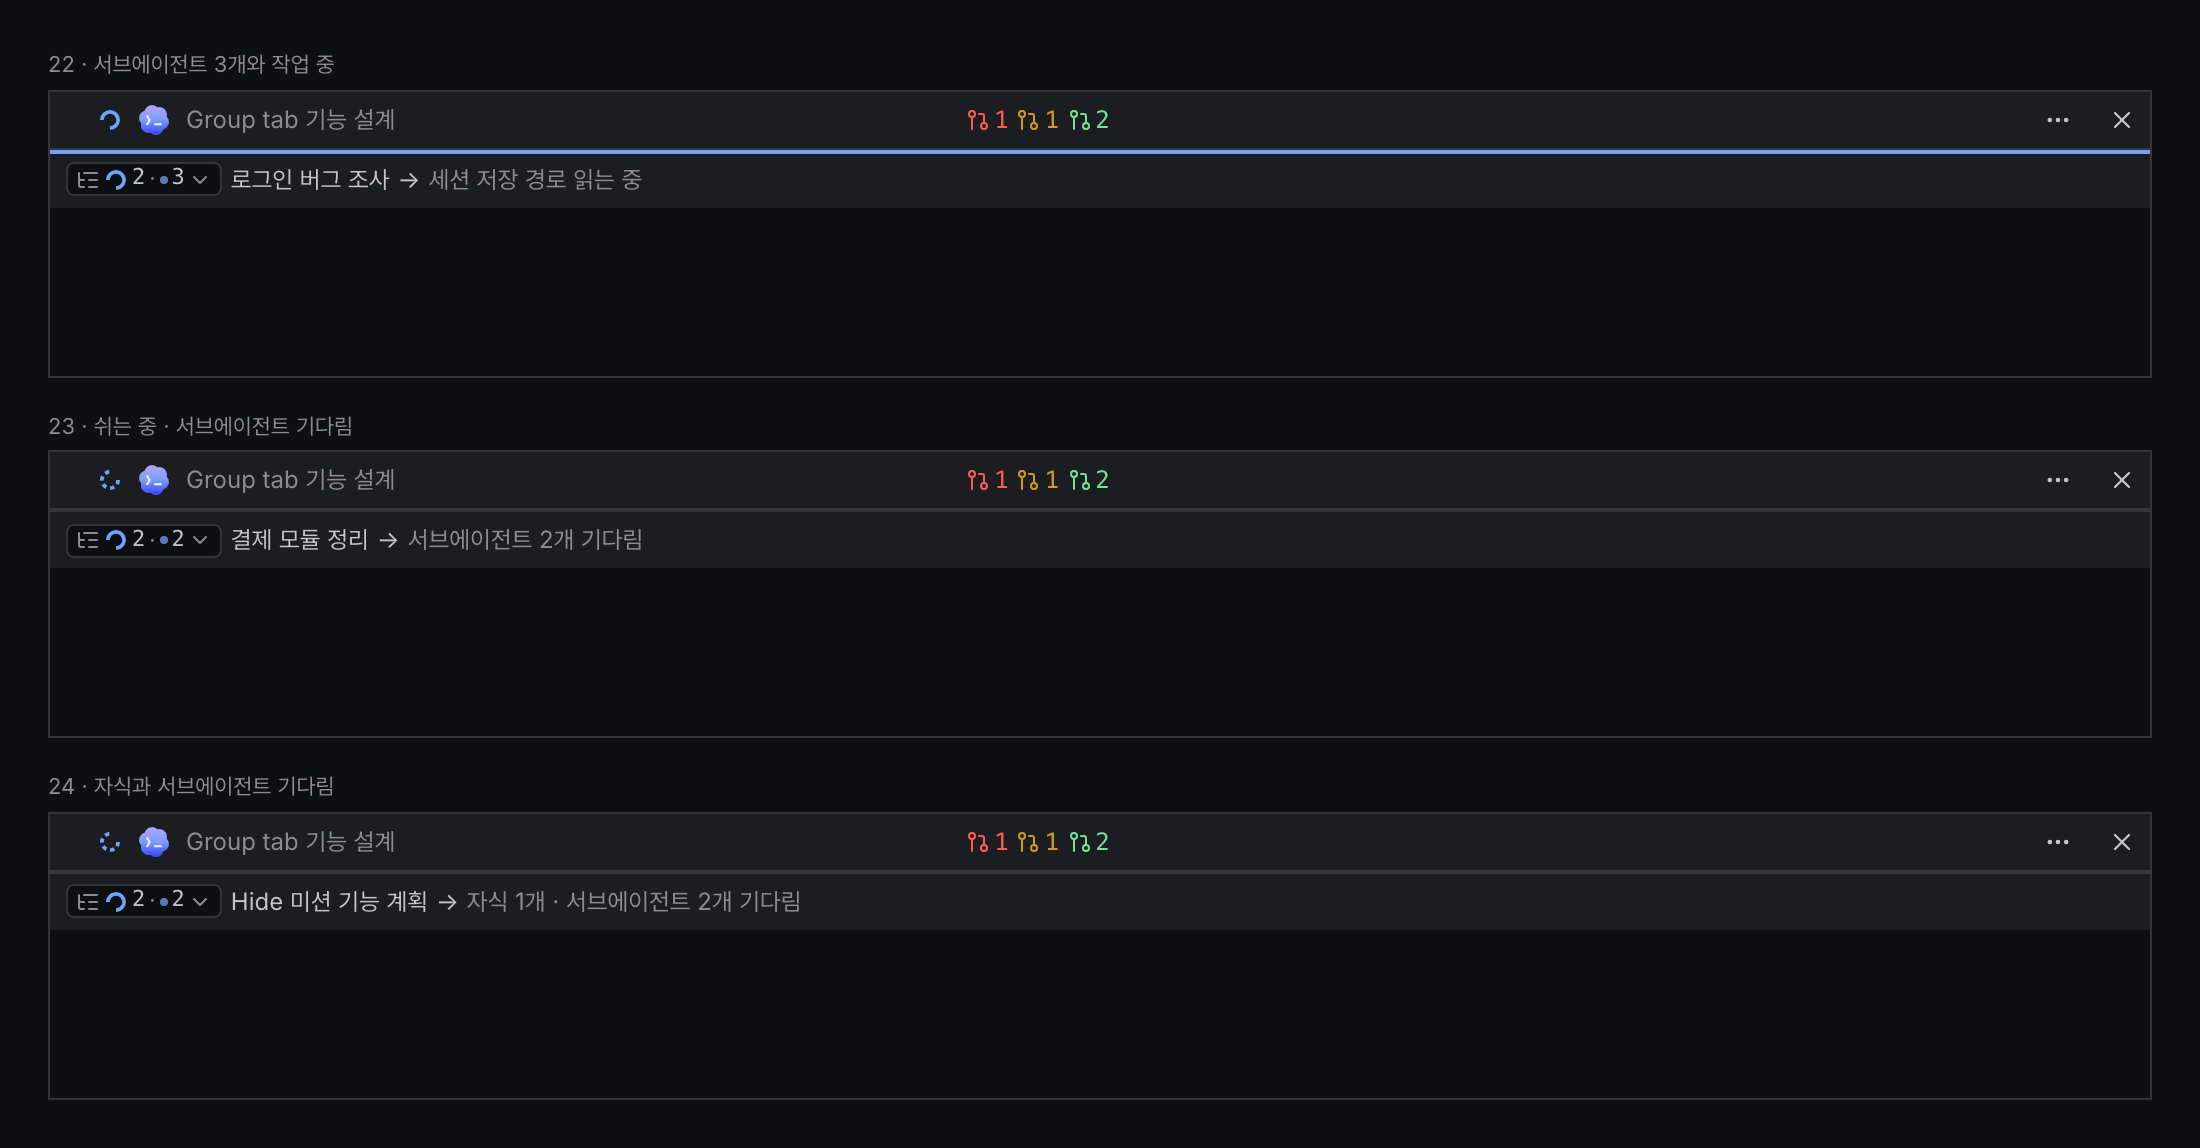 22 · 서브에이전트 3개와 작업 중
Group tab 기능 설계 1 1 2
2 · 3 로그인 버그 조사 → 세션 저장 경로 읽는 중
23 · 쉬는 중 · 서브에이전트 기다림
Group tab 기능 설계 1 1 2
2 · 2 결제 모듈 정리 → 서브에이전트 2개 기다림
24 · 자식과 서브에이전트 기다림
Group tab 기능 설계 1 1 2
2 · 2 Hide 미션 기능 계획 → 자식 1개 · 서브에이전트 2개 기다림